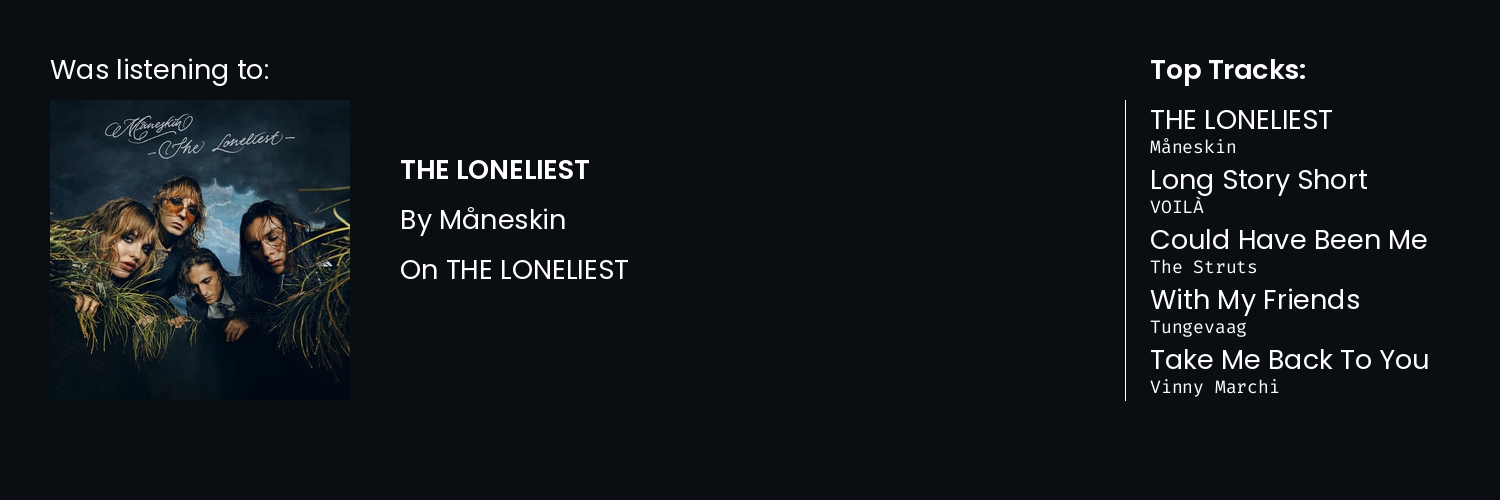 Was listening to:
Måneskin
–The Loneliest–
THE LONELIEST
By Måneskin
On THE LONELIEST
Top Tracks:
THE LONELIEST
Måneskin
Long Story Short
VOILÀ
Could Have Been Me
The Struts
With My Friends
Tungevaag
Take Me Back To You
Vinny Marchi